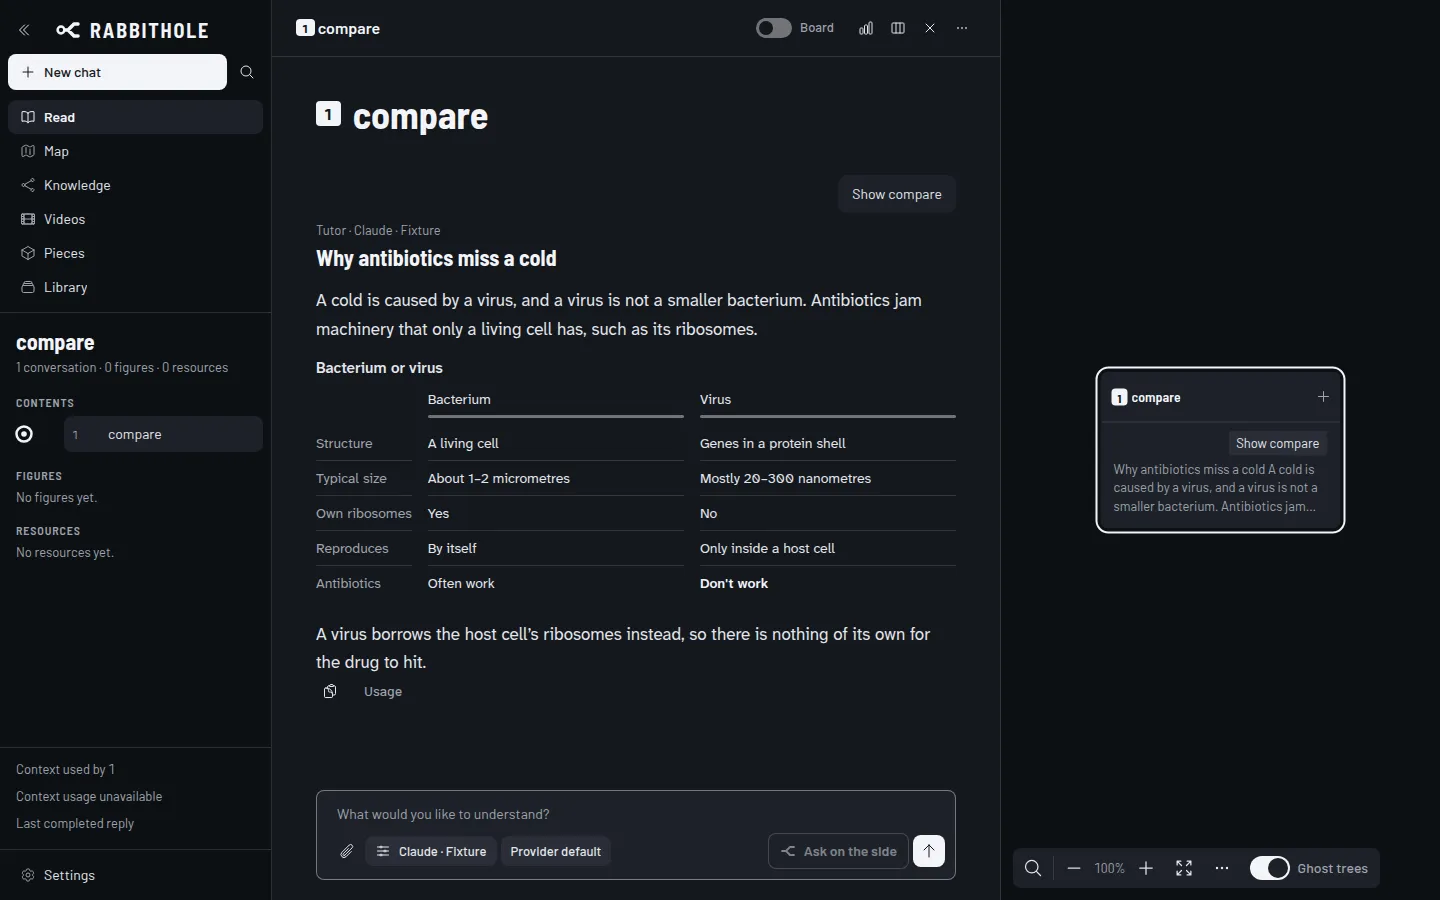 RABBITHOLE
New chat
Read
Map
Knowledge
Videos
Pieces
Library
compare
1 conversation · 0 figures · 0 resources
CONTENTS
1 compare
FIGURES
No figures yet.
RESOURCES
No resources yet.
Context used by 1
Context usage unavailable
Last completed reply
Settings
1 compare
Board
1 compare
Show compare
Tutor · Claude · Fixture
Why antibiotics miss a cold
A cold is caused by a virus, and a virus is not a smaller bacterium. Antibiotics jam
machinery that only a living cell has, such as its ribosomes.
Bacterium or virus
Bacterium Virus
Structure A living cell Genes in a protein shell
Typical size About 1–2 micrometres Mostly 20–300 nanometres
Own ribosomes Yes No
Reproduces By itself Only inside a host cell
Antibiotics Often work Don't work
A virus borrows the host cell's ribosomes instead, so there is nothing of its own for
the drug to hit.
Usage
What would you like to understand?
Claude · Fixture Provider default Ask on the side
1 compare
Show compare
Why antibiotics miss a cold A cold is
caused by a virus, and a virus is not a
smaller bacterium. Antibiotics jam...
100% Ghost trees